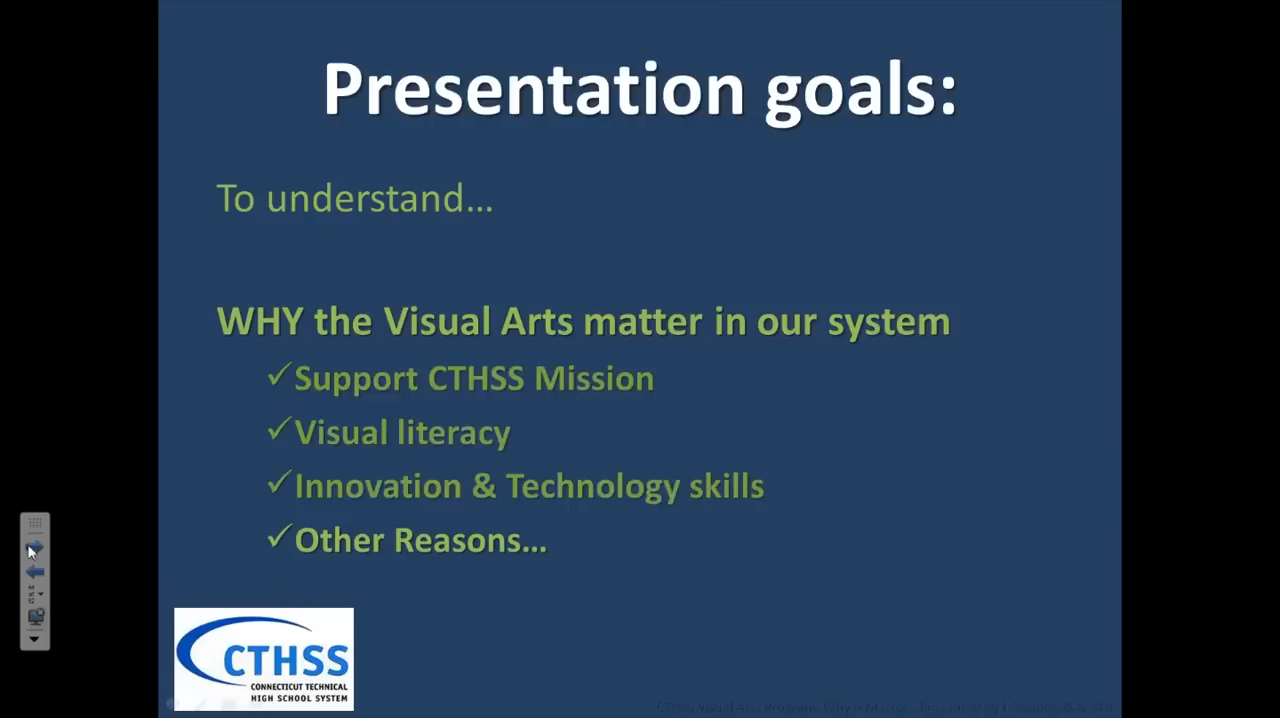 Presentation goals:
To understand…
WHY the Visual Arts matter in our system
✓Support CTHSS Mission
✓Visual literacy
✓Innovation & Technology skills
✓Other Reasons…
CTHSS
CONNECTICUT TECHNICAL
HIGH SCHOOL SYSTEM